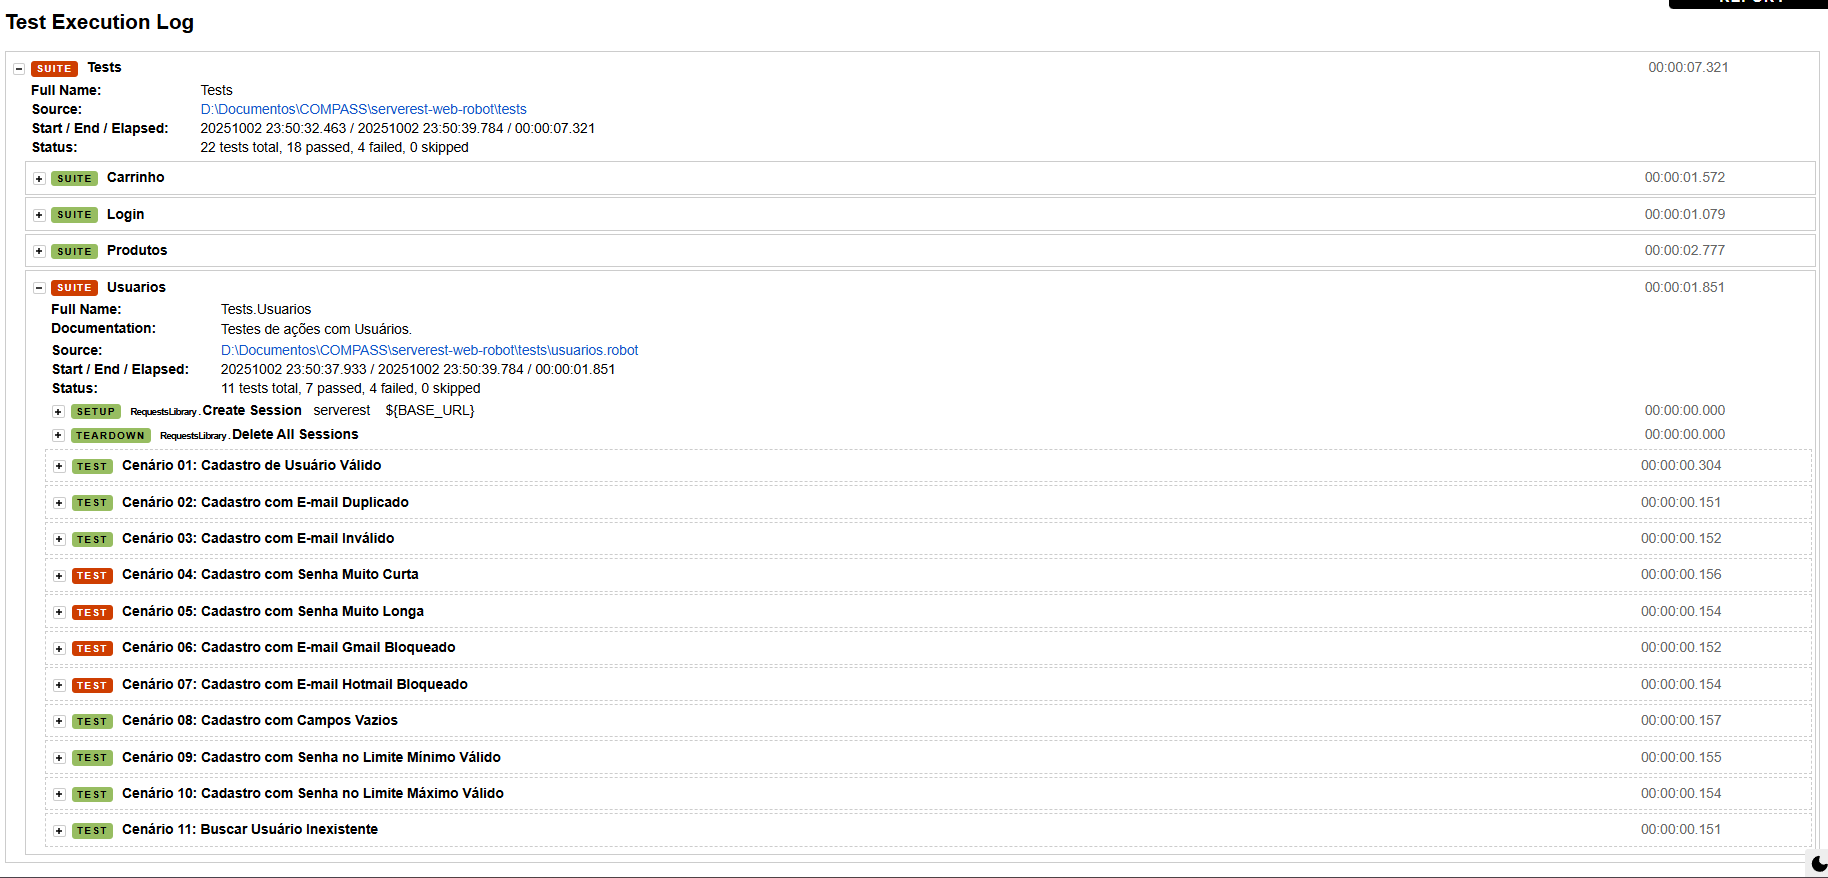 REPORT
Test Execution Log
SUITE Tests 00:00:07.321
Full Name: Tests
Source: D:\Documentos\COMPASS\serverest-web-robot\tests
Start / End / Elapsed: 20251002 23:50:32.463 / 20251002 23:50:39.784 / 00:00:07.321
Status: 22 tests total, 18 passed, 4 failed, 0 skipped
SUITE Carrinho 00:00:01.572
SUITE Login 00:00:01.079
SUITE Produtos 00:00:02.777
SUITE Usuarios 00:00:01.851
Full Name: Tests.Usuarios
Documentation: Testes de ações com Usuários.
Source: D:\Documentos\COMPASS\serverest-web-robot\tests\usuarios.robot
Start / End / Elapsed: 20251002 23:50:37.933 / 20251002 23:50:39.784 / 00:00:01.851
Status: 11 tests total, 7 passed, 4 failed, 0 skipped
SETUP RequestsLibrary.Create Session serverest ${BASE_URL} 00:00:00.000
TEARDOWN RequestsLibrary.Delete All Sessions 00:00:00.000
TEST Cenário 01: Cadastro de Usuário Válido 00:00:00.304
TEST Cenário 02: Cadastro com E-mail Duplicado 00:00:00.151
TEST Cenário 03: Cadastro com E-mail Inválido 00:00:00.152
TEST Cenário 04: Cadastro com Senha Muito Curta 00:00:00.156
TEST Cenário 05: Cadastro com Senha Muito Longa 00:00:00.154
TEST Cenário 06: Cadastro com E-mail Gmail Bloqueado 00:00:00.152
TEST Cenário 07: Cadastro com E-mail Hotmail Bloqueado 00:00:00.154
TEST Cenário 08: Cadastro com Campos Vazios 00:00:00.157
TEST Cenário 09: Cadastro com Senha no Limite Mínimo Válido 00:00:00.155
TEST Cenário 10: Cadastro com Senha no Limite Máximo Válido 00:00:00.154
TEST Cenário 11: Buscar Usuário Inexistente 00:00:00.151